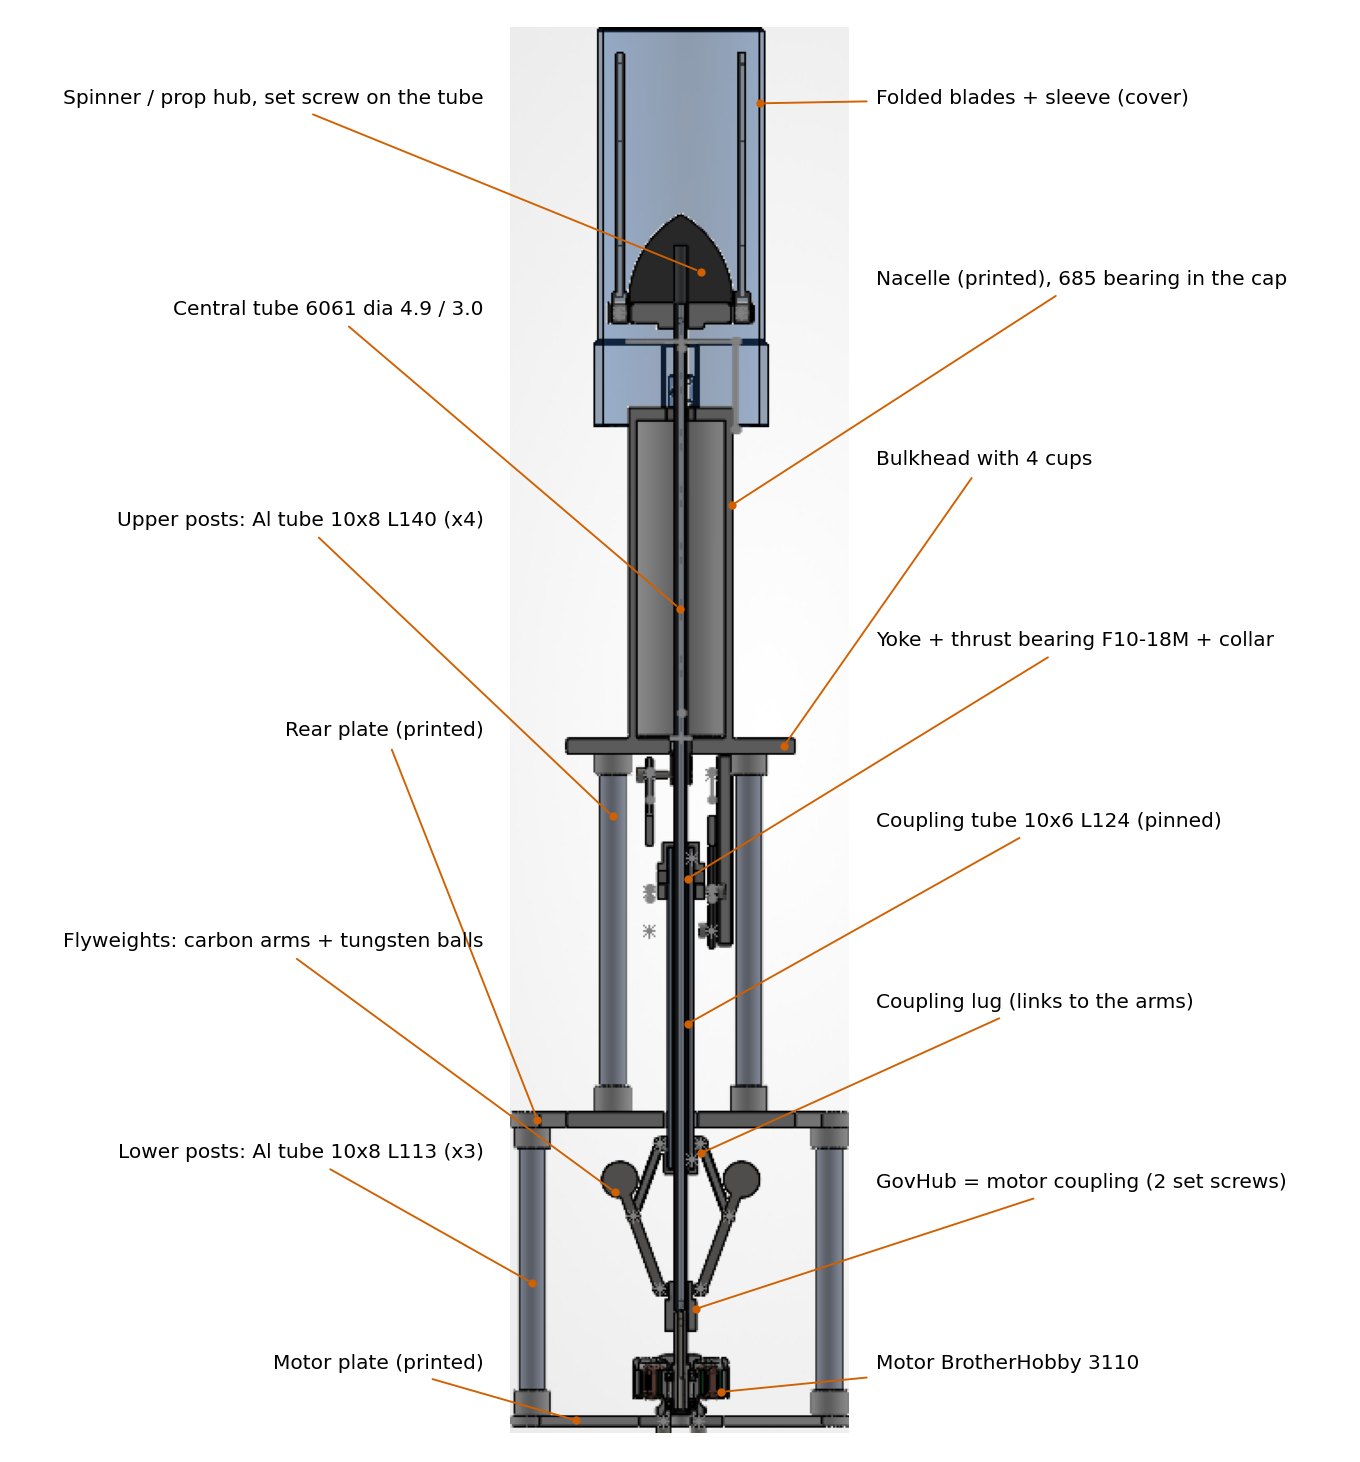 Spinner / prop hub, set screw on the tube
Central tube 6061 dia 4.9 / 3.0
Upper posts: Al tube 10x8 L140 (x4)
Rear plate (printed)
Flyweights: carbon arms + tungsten balls
Lower posts: Al tube 10x8 L113 (x3)
Motor plate (printed)
Folded blades + sleeve (cover)
Nacelle (printed), 685 bearing in the cap
Bulkhead with 4 cups
Yoke + thrust bearing F10-18M + collar
Coupling tube 10x6 L124 (pinned)
Coupling lug (links to the arms)
GovHub = motor coupling (2 set screws)
Motor BrotherHobby 3110